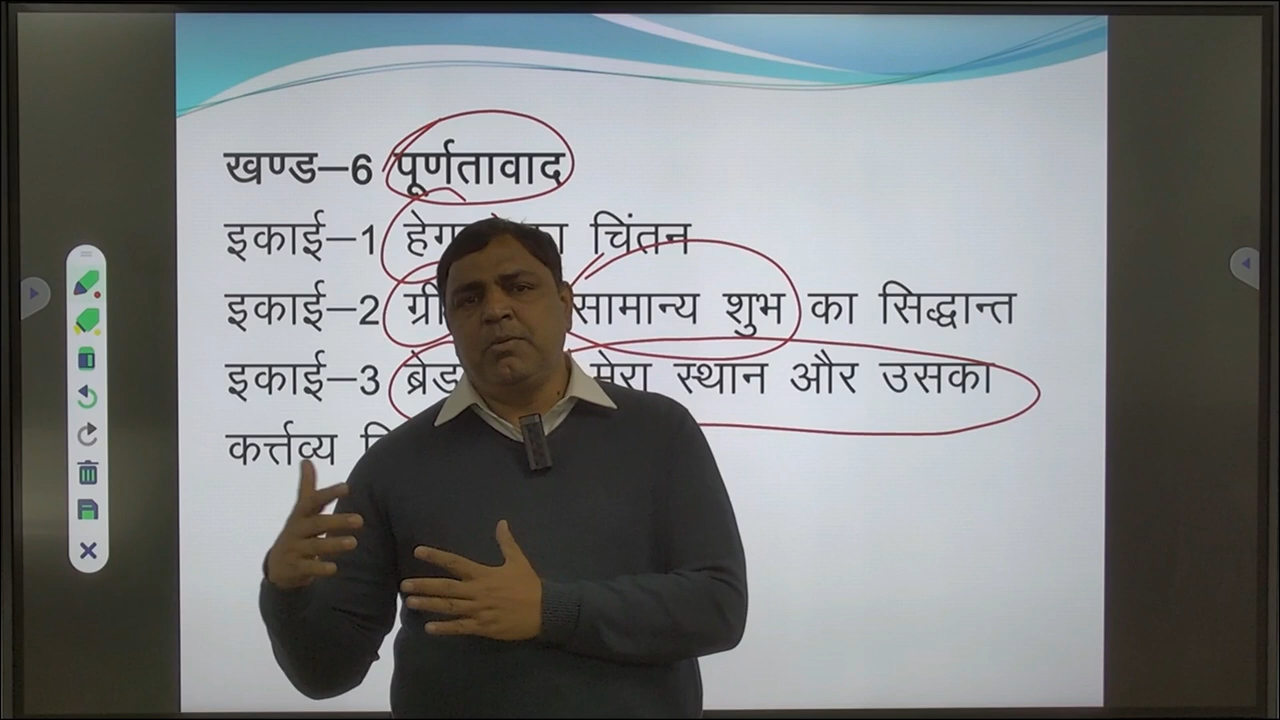 खण्ड–6 पूर्णतावाद
इकाई–1 चिंतन
इकाई–2 सामान्य शुभ का सिद्धान्त
इकाई–3 मेरा स्थान और उसका
कर्त्तव्य